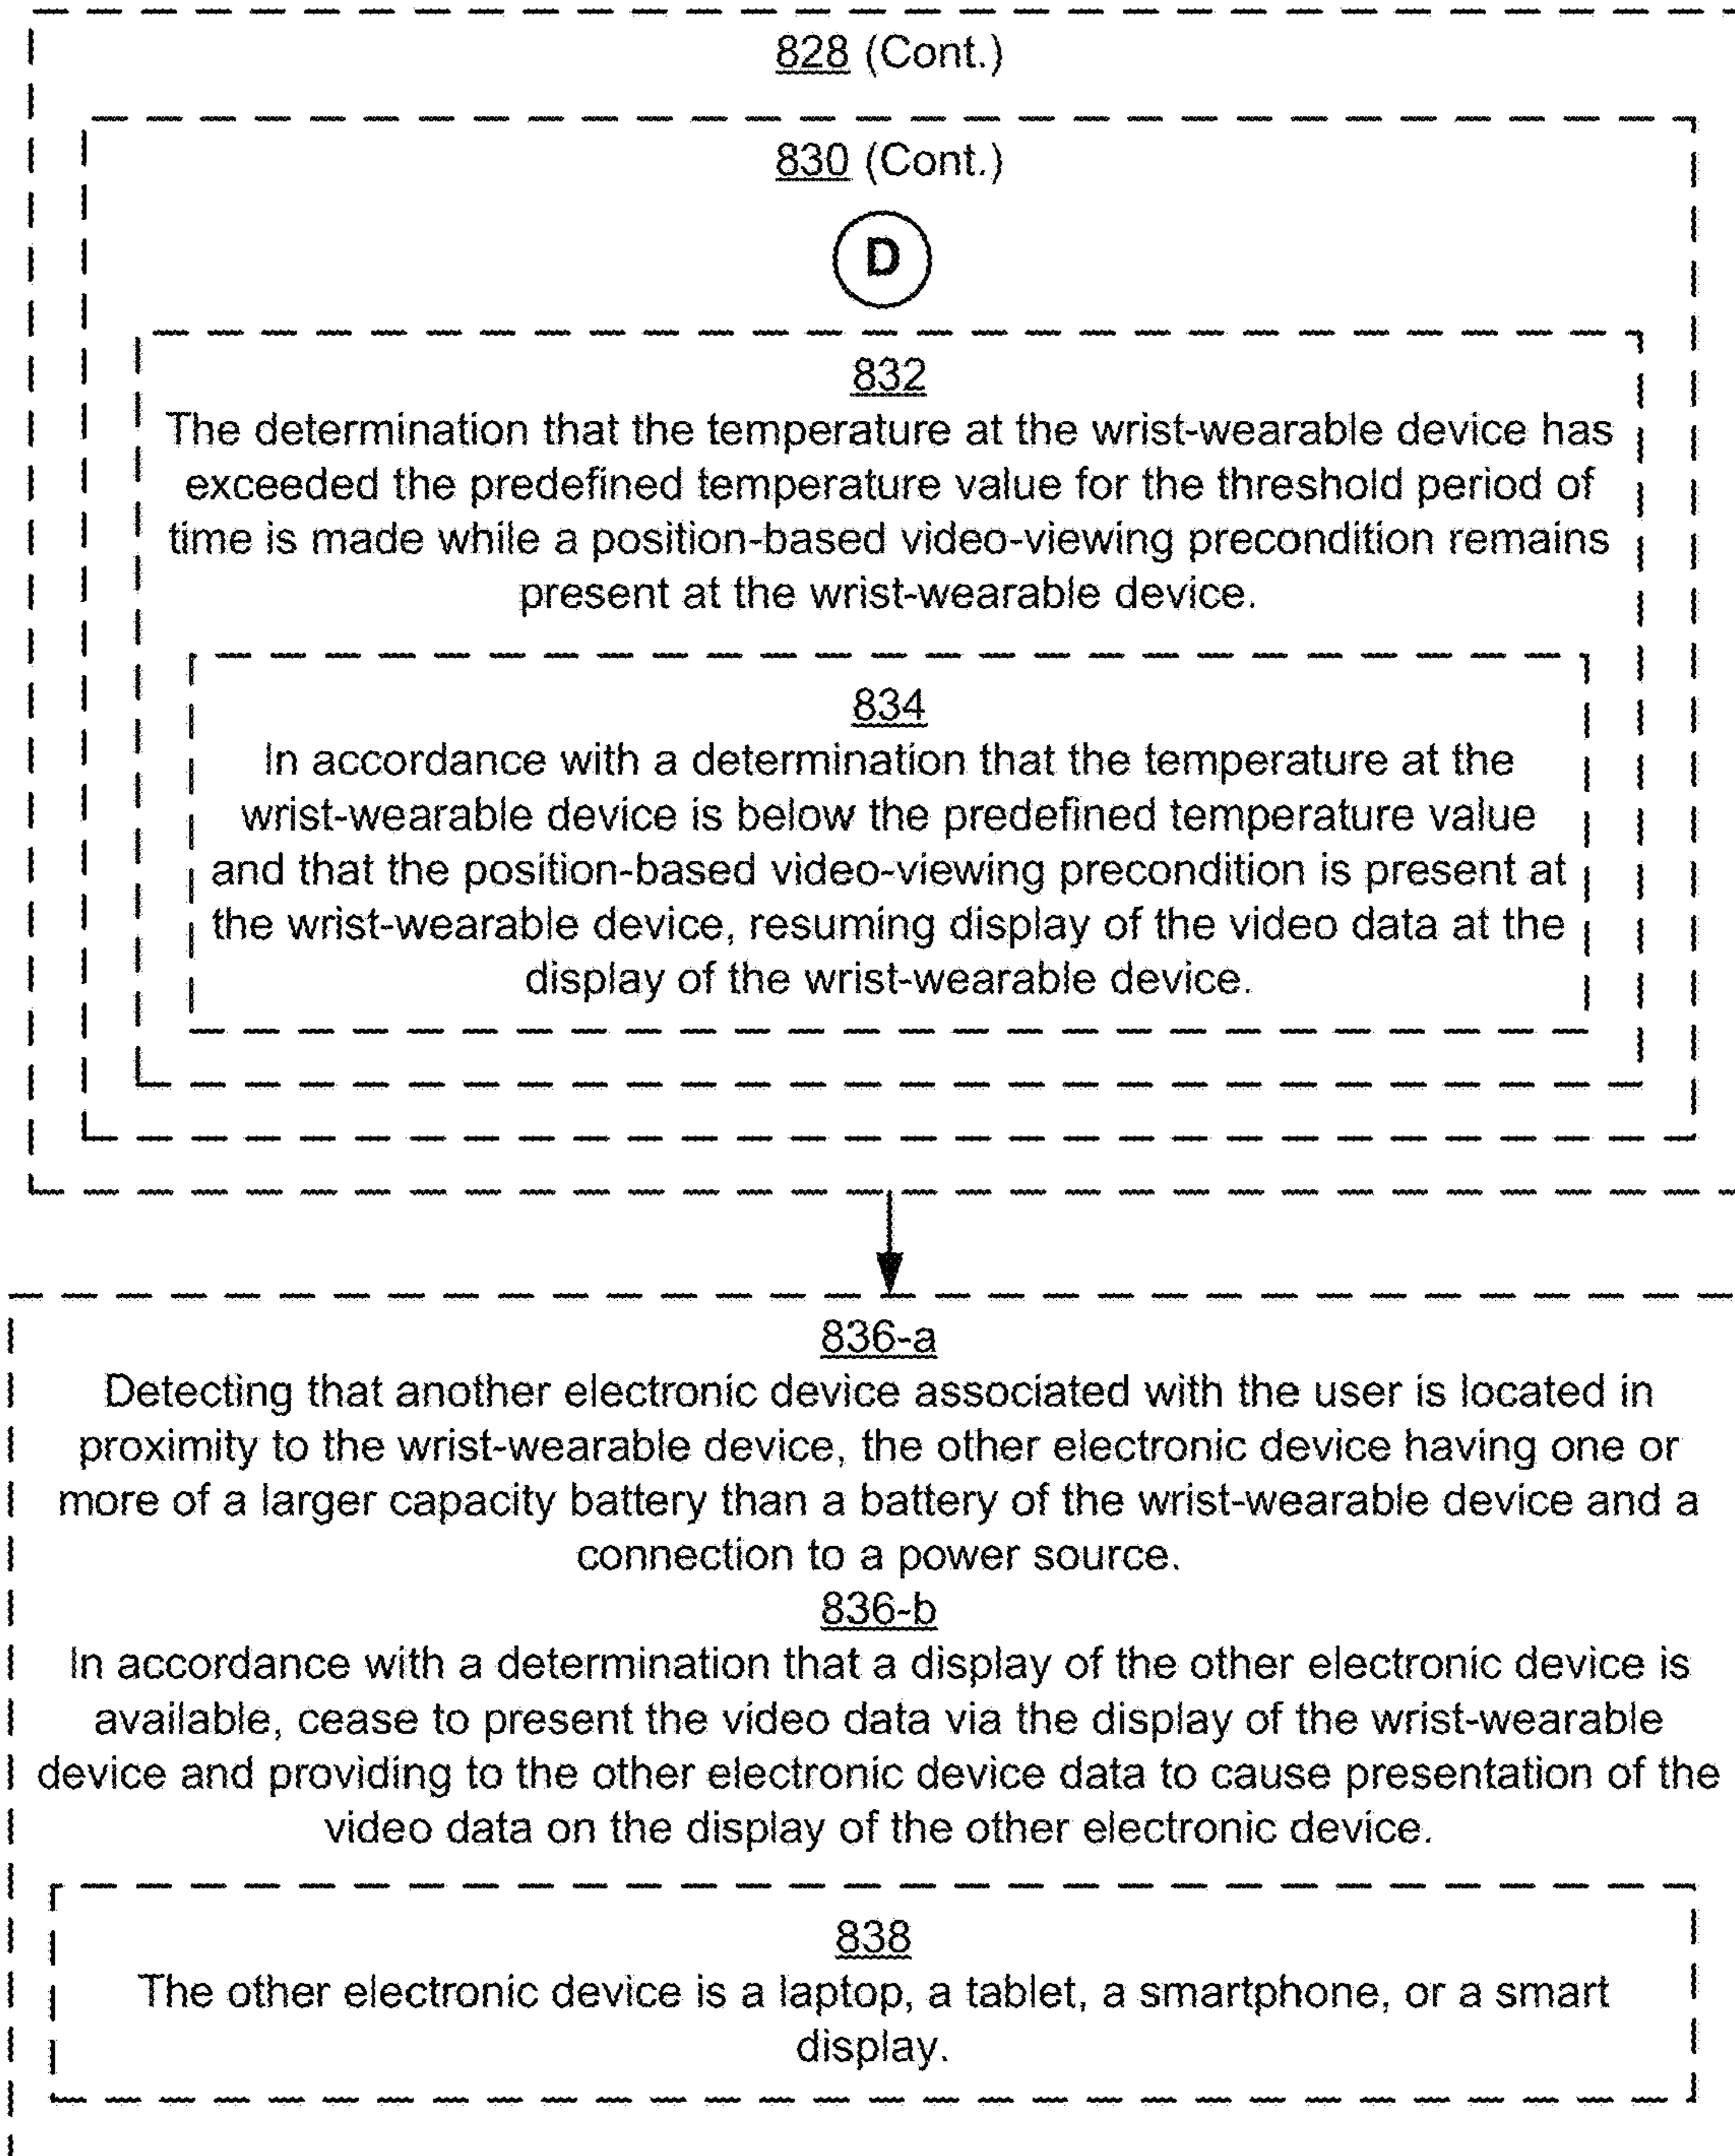 828 (Cont.)
830 (Cont.)
D
832
The determination that the temperature at the wrist-wearable device has
exceeded the predefined temperature value for the threshold period of
time is made while a position-based video-viewing precondition remains
present at the wrist-wearable device.
834
In accordance with a determination that the temperature at the
wrist-wearable device is below the predefined temperature value
and that the position-based video-viewing precondition is present at
the wrist-wearable device, resuming display of the video data at the
display of the wrist-wearable device.
836-a
Detecting that another electronic device associated with the user is located in
proximity to the wrist-wearable device, the other electronic device having one or
more of a larger capacity battery than a battery of the wrist-wearable device and a
connection to a power source.
836-b
In accordance with a determination that a display of the other electronic device is
available, cease to present the video data via the display of the wrist-wearable
device and providing to the other electronic device data to cause presentation of the
video data on the display of the other electronic device.
838
The other electronic device is a laptop, a tablet, a smartphone, or a smart
display.